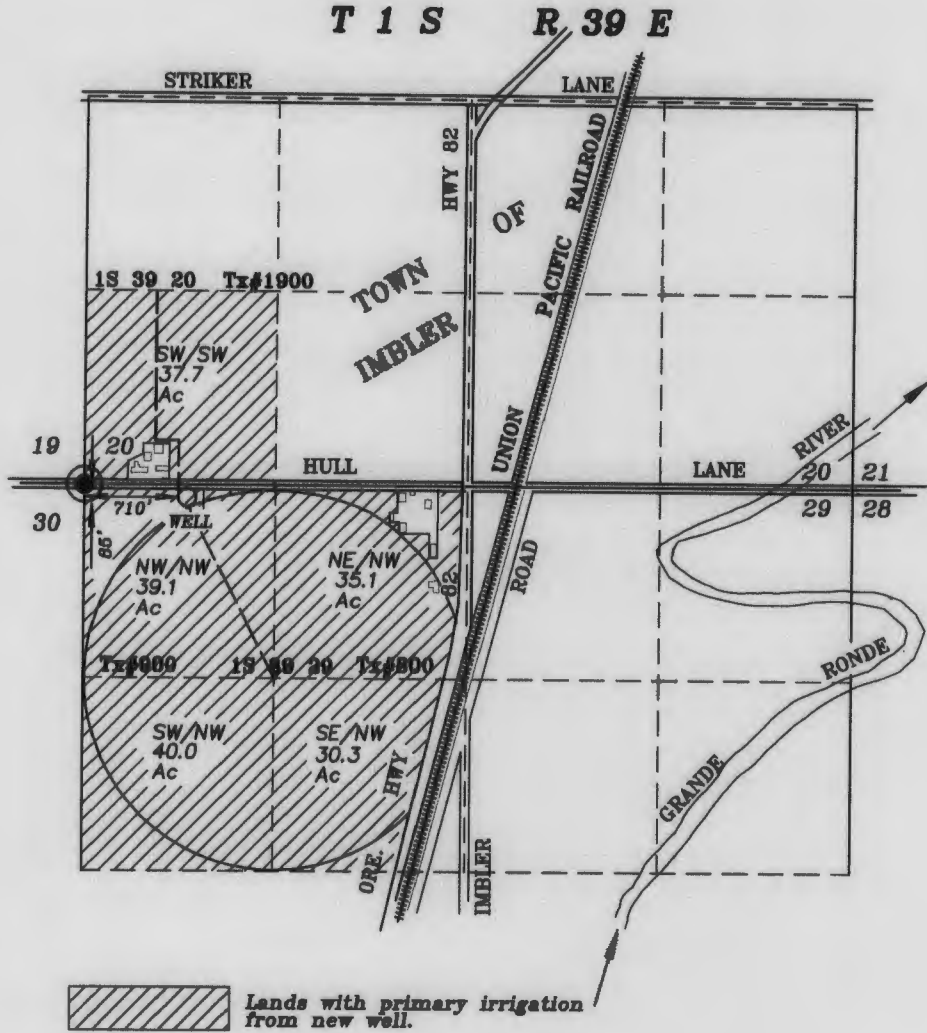 T 1 S R 39 E
STRIKER LANE
HWY 82
UNION PACIFIC RAILROAD
TOWN OF
IMBLER
1S 39 20 Tx#1900
SW/SW
37.7
Ac
19 20
HULL LANE
RIVER
20 21
29 28
30
710'
WELL
85'
NW/NW
39.1
Ac
NE/NW
35.1
Ac
82
ROAD
1S 29 Tx#800
RONDE
SW/NW
40.0
Ac
SE/NW
30.3
Ac
HWY
GRANDE
ORE.
IMBLER
Lands with primary irrigation
from new well.